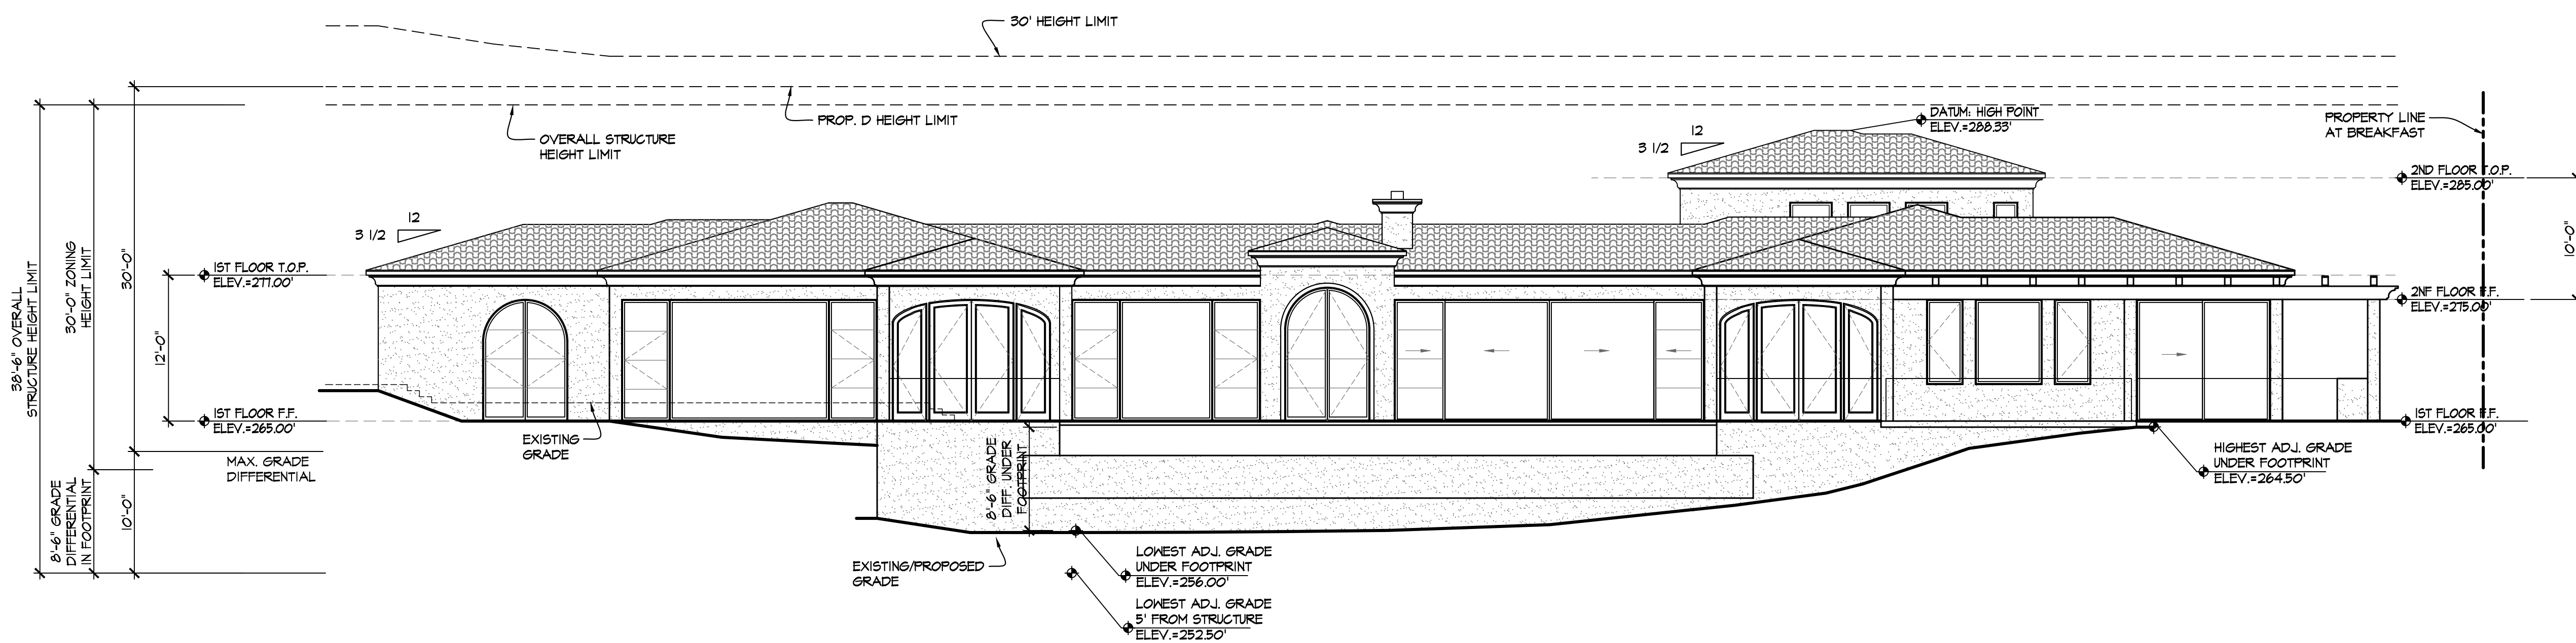 30' HEIGHT LIMIT
PROP. D HEIGHT LIMIT
OVERALL STRUCTURE
HEIGHT LIMIT
DATUM: HIGH POINT
ELEV.=288.33'
PROPERTY LINE
AT BREAKFAST
12
3 1/2
12
3 1/2
2ND FLOOR T.O.P.
ELEV.=285.00'
10'-0"
2NF FLOOR F.F.
ELEV.=275.00'
1ST FLOOR F.F.
ELEV.=265.00'
38'-6" OVERALL
STRUCTURE HEIGHT LIMIT
30'-0" ZONING
HEIGHT LIMIT
30'-0"
12'-0"
1ST FLOOR T.O.P.
ELEV.=277.00'
1ST FLOOR F.F.
ELEV.=265.00'
MAX. GRADE
DIFFERENTIAL
8'-6" GRADE
DIFFERENTIAL
IN FOOTPRINT
10'-0"
EXISTING
GRADE
8'-6" GRADE
DIFF. UNDER
FOOTPRINT
HIGHEST ADJ. GRADE
UNDER FOOTPRINT
ELEV.=264.50'
EXISTING/PROPOSED
GRADE
LOWEST ADJ. GRADE
UNDER FOOTPRINT
ELEV.=256.00'
LOWEST ADJ. GRADE
5' FROM STRUCTURE
ELEV.=252.50'